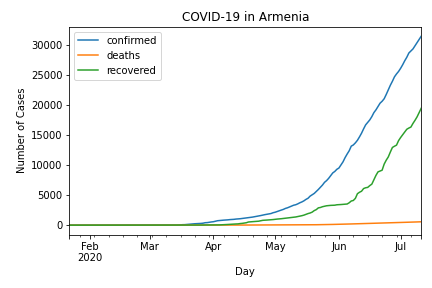 COVID-19 in Armenia
confirmed
deaths
recovered
Number of Cases
30000
25000
20000
15000
10000
5000
0
Feb Mar Apr May Jun Jul
2020
Day